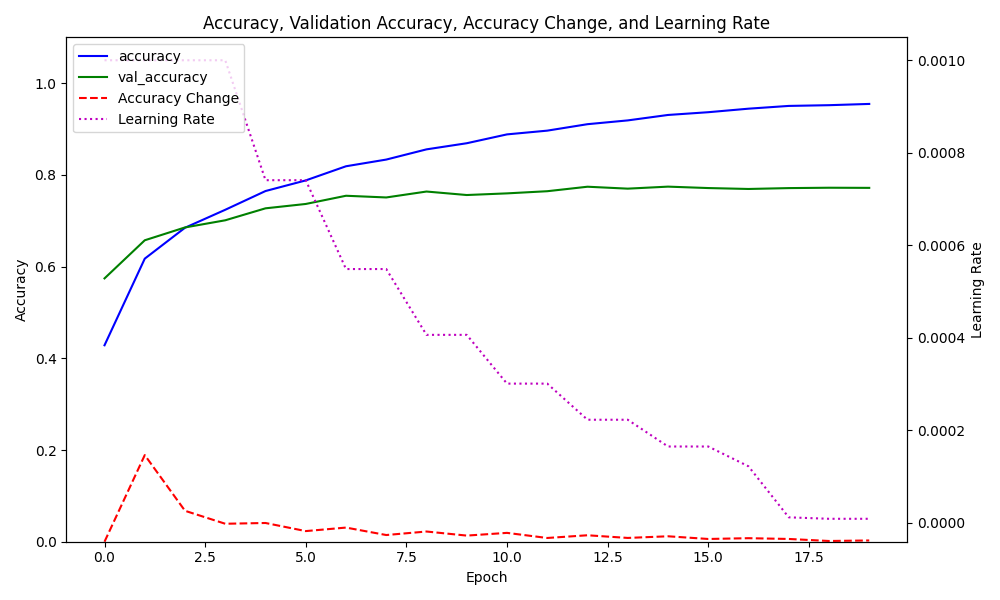 Accuracy, Validation Accuracy, Accuracy Change, and Learning Rate
accuracy
val_accuracy
Accuracy Change
Learning Rate
Accuracy
1.0
0.8
0.6
0.4
0.2
0.0
0.0
2.5
5.0
7.5
10.0
12.5
15.0
17.5
Epoch
0.0010
0.0008
0.0006
0.0004
0.0002
0.0000
Learning Rate